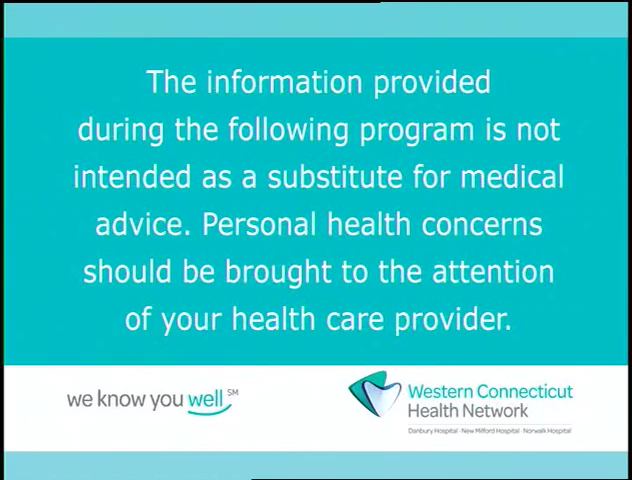 The information provided
during the following program is not
intended as a substitute for medical
advice. Personal health concerns
should be brought to the attention
of your health care provider.
we know you well SM
Western Connecticut
Health Network
Danbury Hospital · New Milford Hospital · Norwalk Hospital